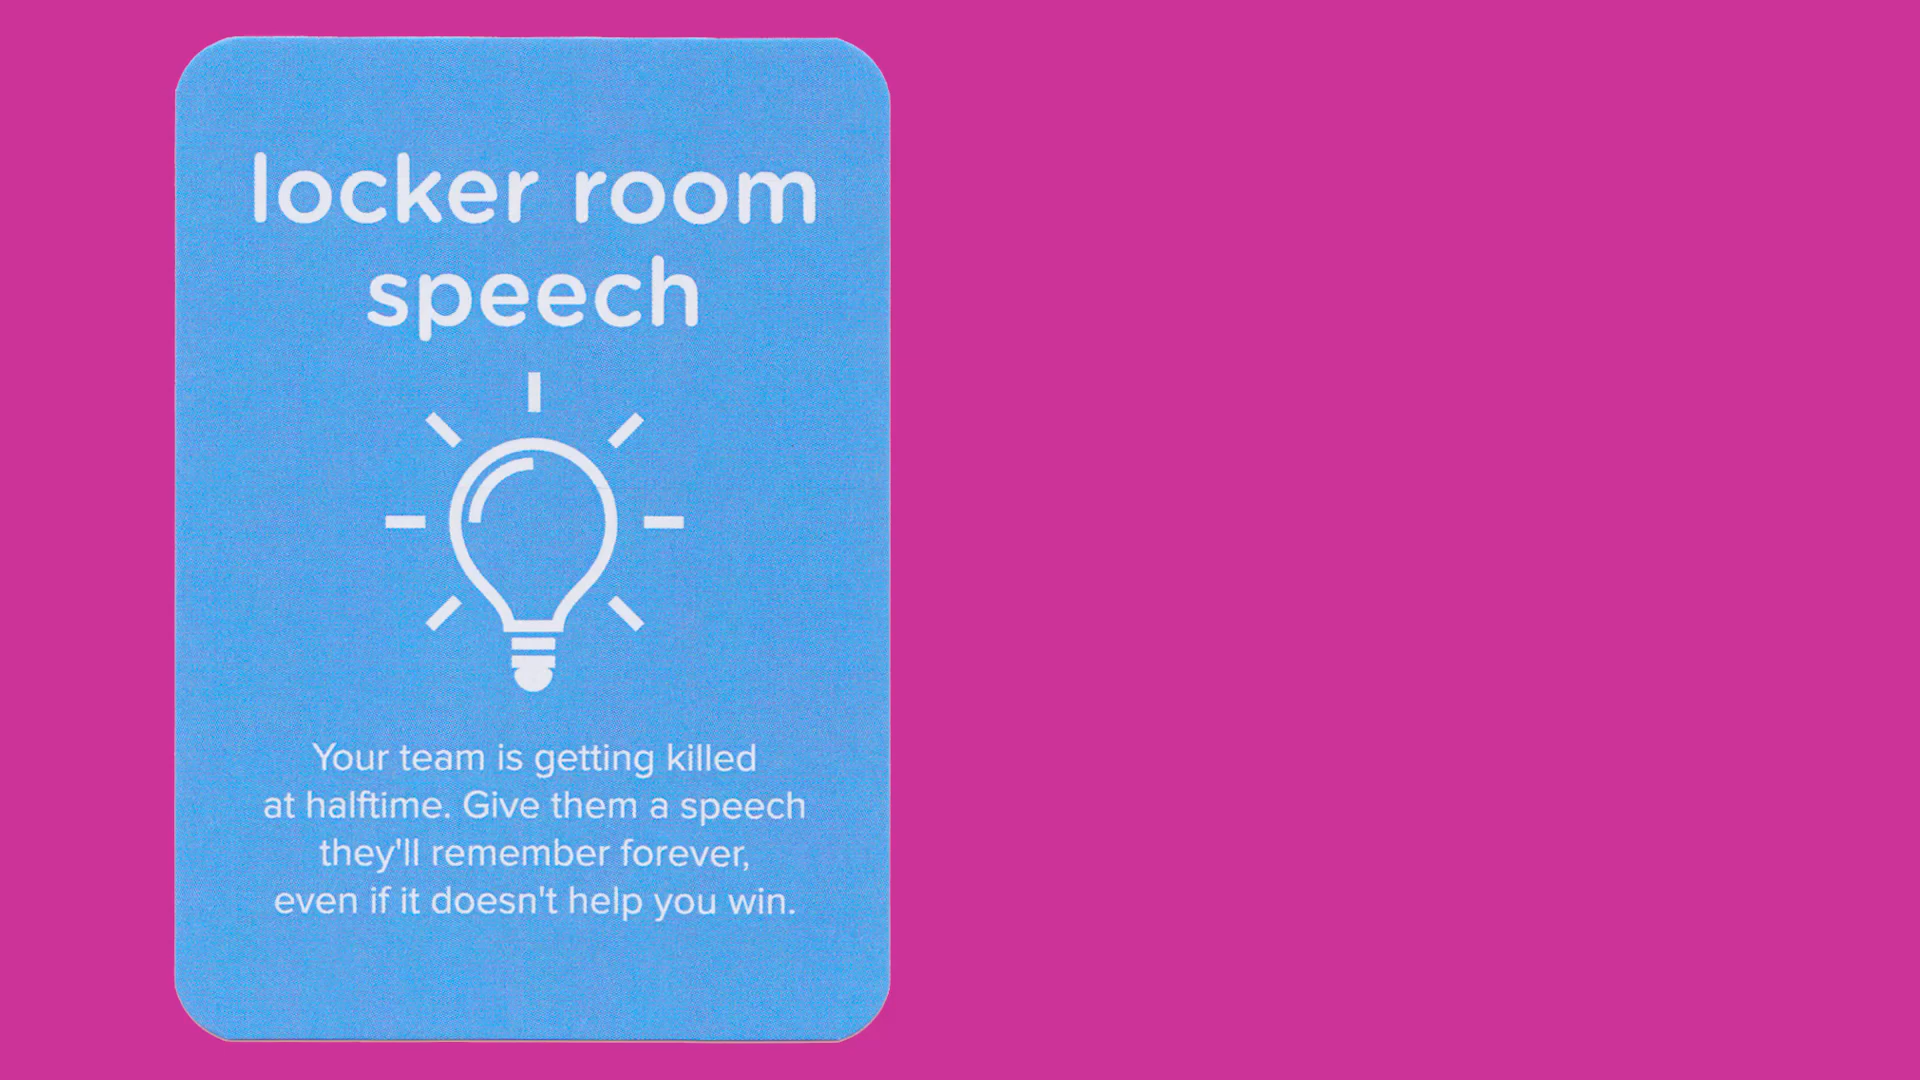 locker room
speech
Your team is getting killed
at halftime. Give them a speech
they'll remember forever,
even if it doesn't help you win.